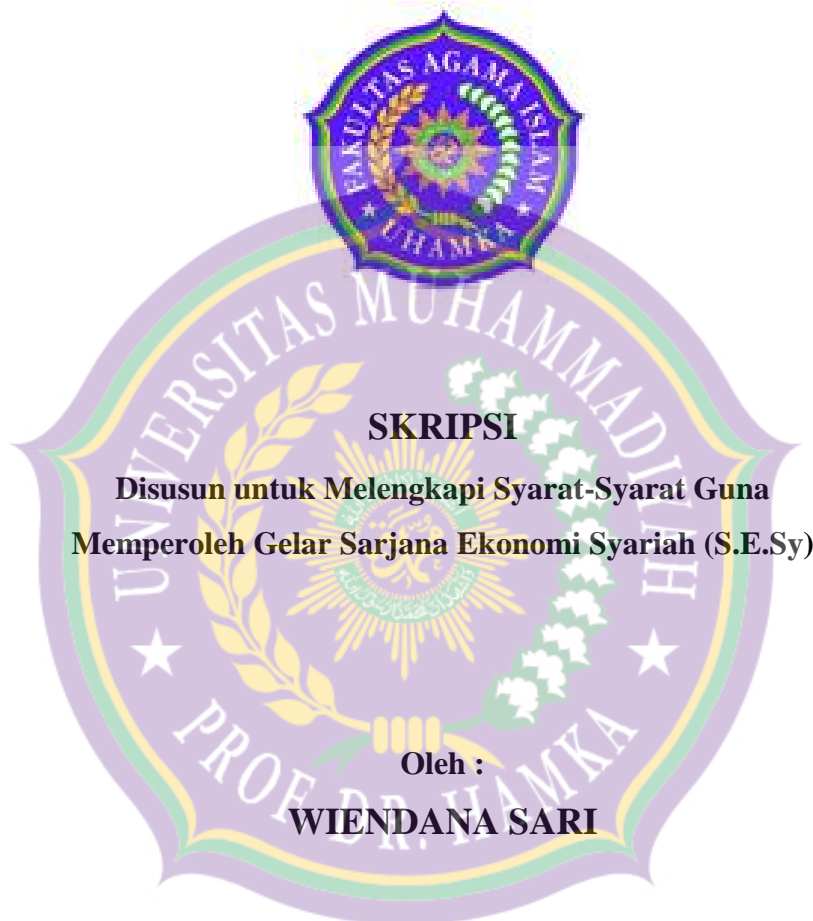 FAKULTAS AGAMA ISLAM
UHAMKA
UNIVERSITAS MUHAMMADIYAH
PROF. DR. HAMKA
SKRIPSI
Disusun untuk Melengkapi Syarat-Syarat Guna
Memperoleh Gelar Sarjana Ekonomi Syariah (S.E.Sy)
Oleh :
WIENDANA SARI